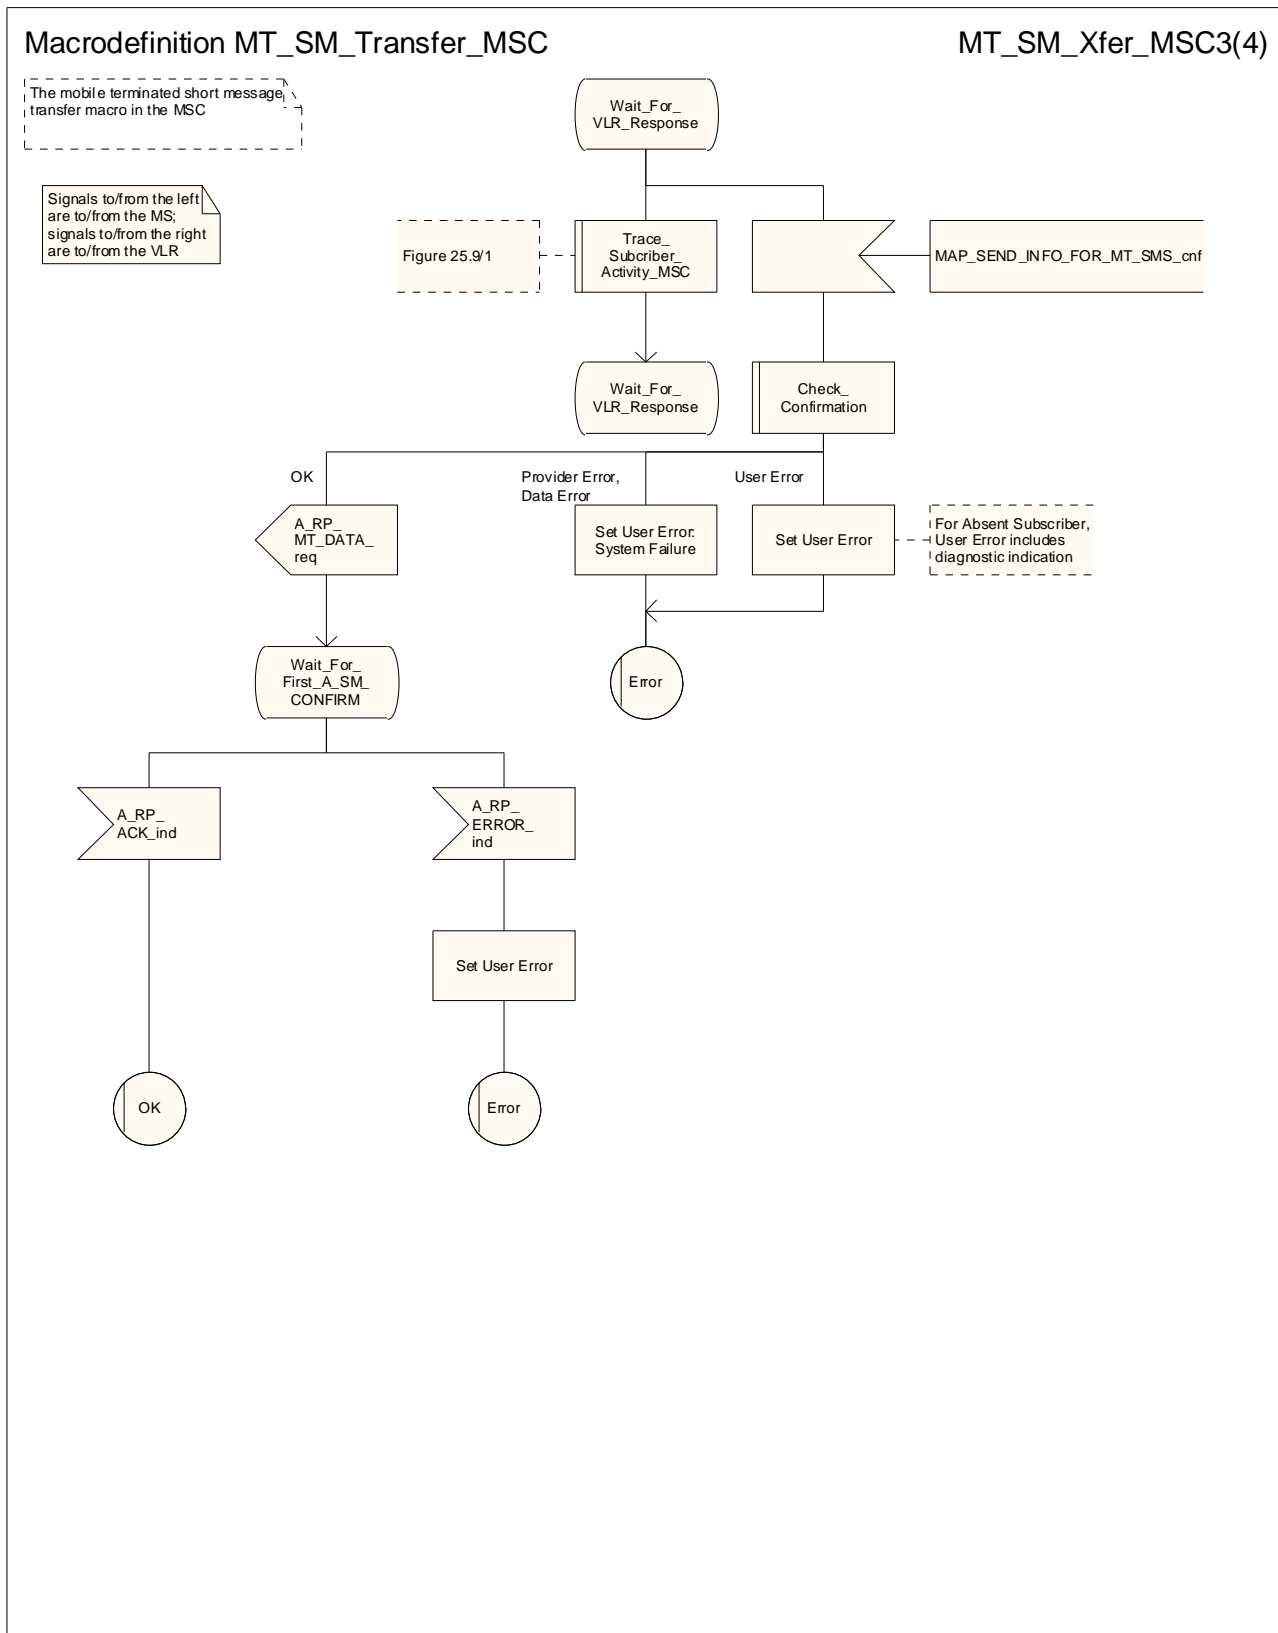 Macrodefinition MT_SM_Transfer_MSC
MT_SM_Xfer_MSC3(4)
The mobile terminated short message
transfer macro in the MSC
Signals to/from the left
are to/from the MS;
signals to/from the right
are to/from the VLR
Wait_For_
VLR_Response
Figure 25.9/1
Trace_
Subcriber_
Activity_MSC
MAP_SEND_INFO_FOR_MT_SMS_cnf
Wait_For_
VLR_Response
Check_
Confirmation
OK
Provider Error,
Data Error
User Error
A_RP_
MT_DATA_
req
Set User Error:
System Failure
Set User Error
For Absent Subscriber,
User Error includes
diagnostic indication
Wait_For_
First_A_SM_
CONFIRM
Error
A_RP_
ACK_ind
A_RP_
ERROR_
ind
Set User Error
OK
Error